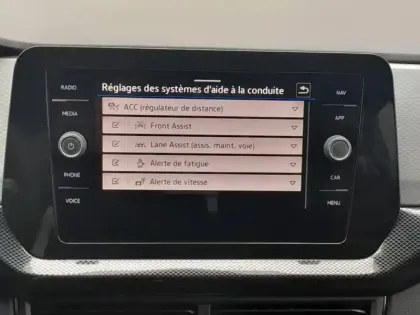 Réglages des systèmes d'aide à la conduite
RADIO
NAV
ACC (régulateur de distance)
MEDIA
APP
Front Assist
Lane Assist (assis. maint. voie)
Alerte de fatigue
PHONE
CAR
Alerte de vitesse
VOICE
MENU